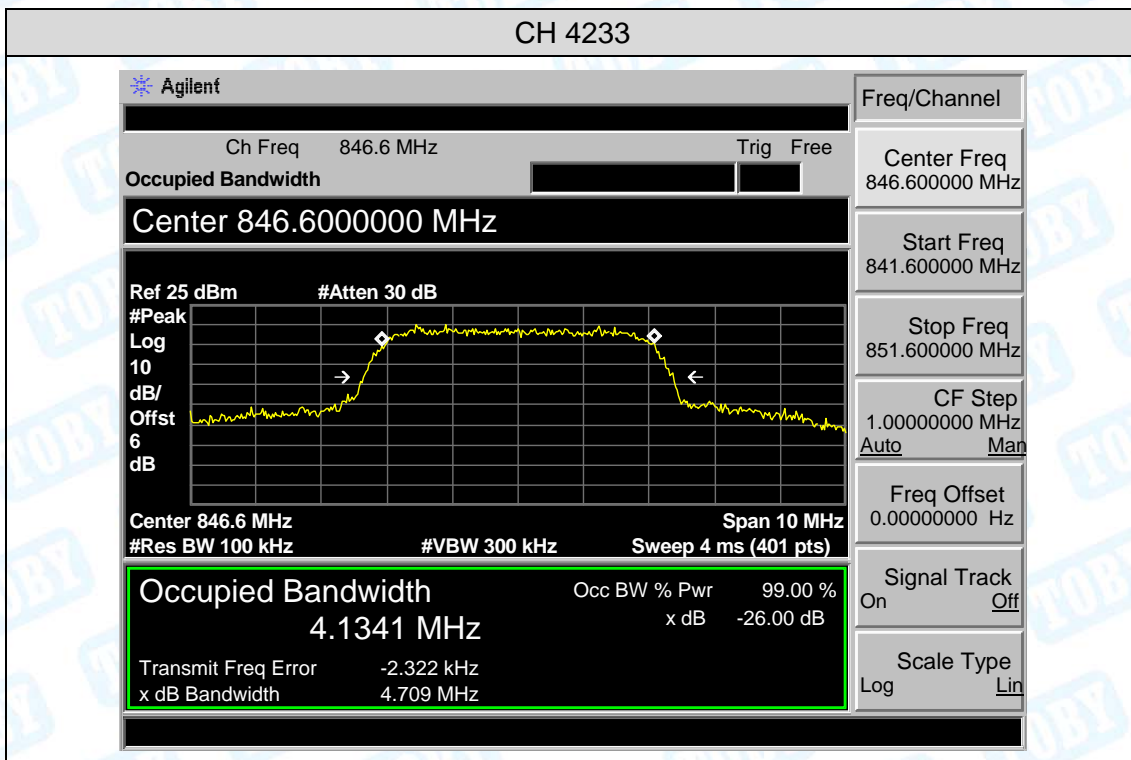 CH 4233
Agilent
Freq/Channel
Ch Freq 846.6 MHz Trig Free
Occupied Bandwidth
Center Freq
846.600000 MHz
Center 846.6000000 MHz
Start Freq
841.600000 MHz
Ref 25 dBm #Atten 30 dB
#Peak
Log
10
dB/
Offst
6
dB
Stop Freq
851.600000 MHz
CF Step
1.00000000 MHz
Auto Man
Center 846.6 MHz Span 10 MHz
#Res BW 100 kHz #VBW 300 kHz Sweep 4 ms (401 pts)
Freq Offset
0.00000000 Hz
Occupied Bandwidth Occ BW % Pwr 99.00 %
4.1341 MHz x dB -26.00 dB
Transmit Freq Error -2.322 kHz
x dB Bandwidth 4.709 MHz
Signal Track
On Off
Scale Type
Log Lin
TOBY